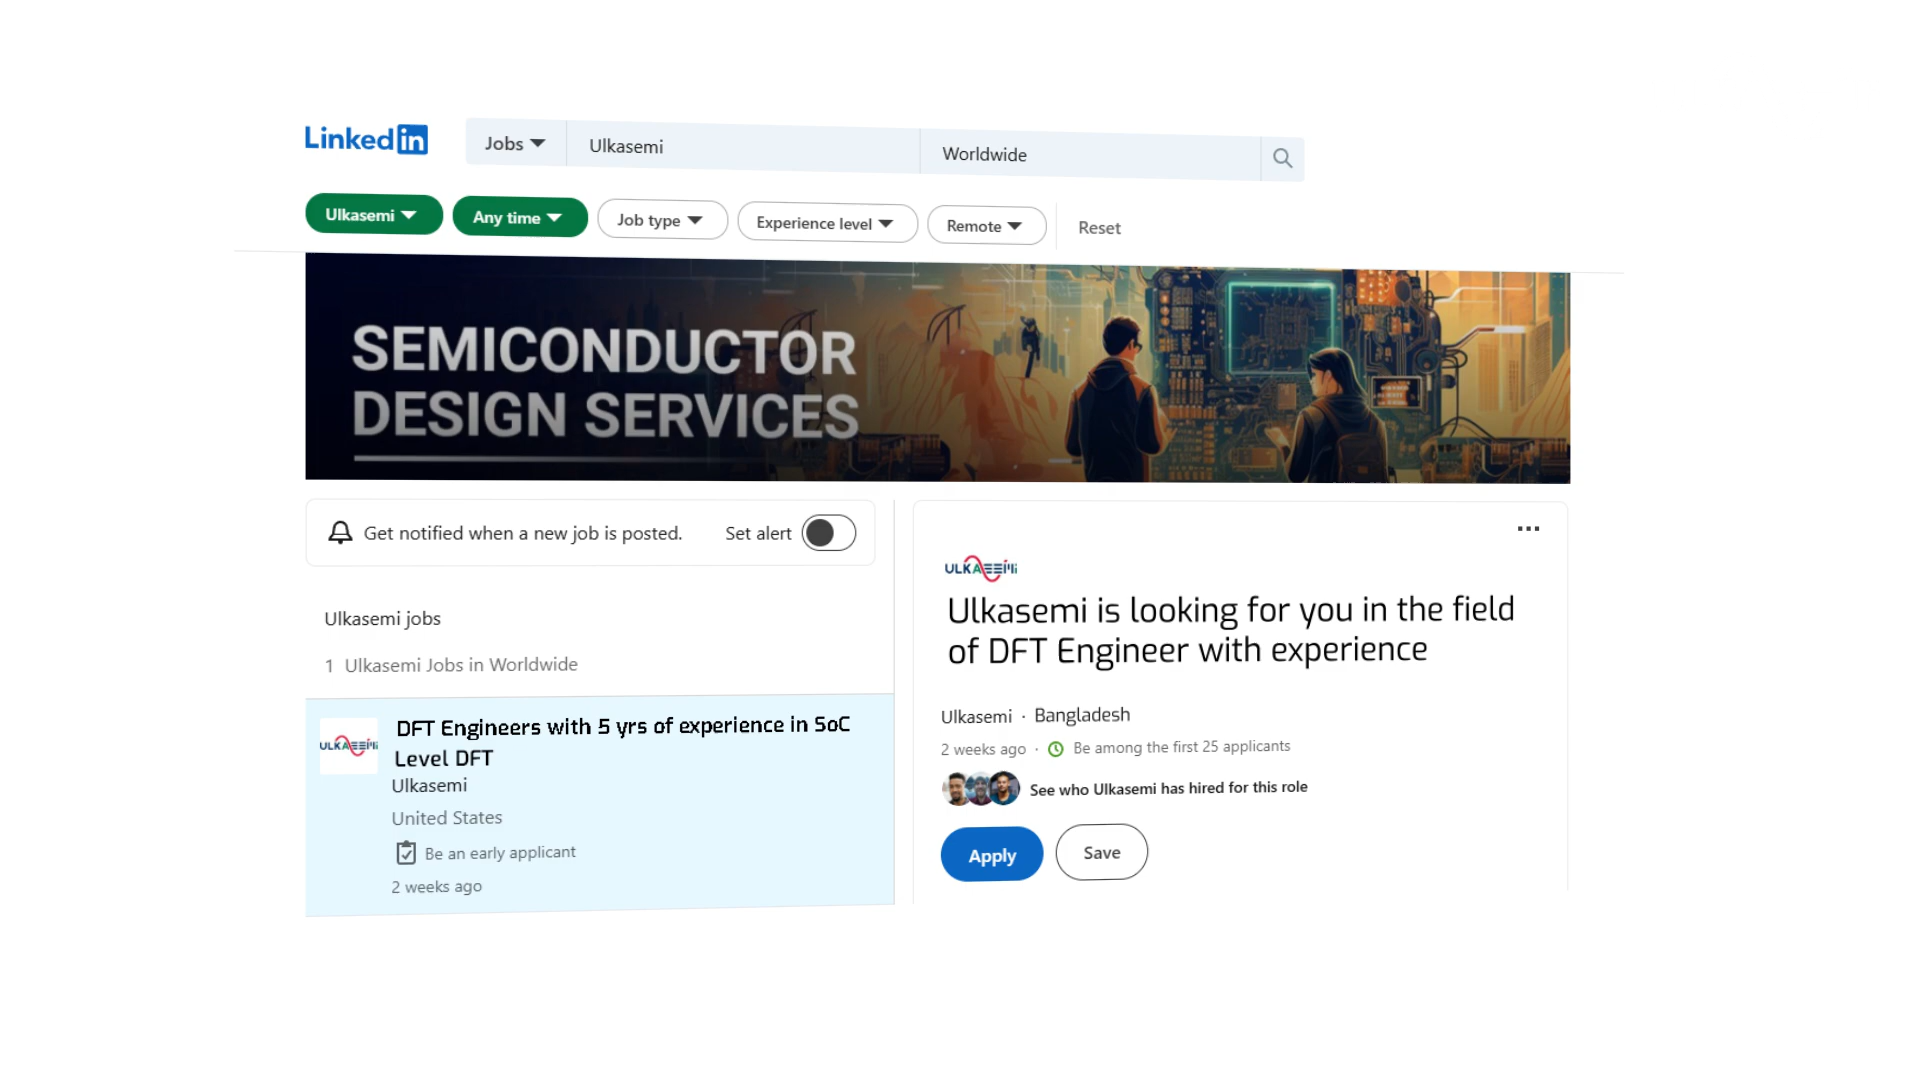 Linkedin
Jobs
Ulkasemi
Worldwide
Ulkasemi
Any time
Job type
Experience level
Remote
Reset
SEMICONDUCTOR
DESIGN SERVICES
Get notified when a new job is posted.
Set alert
Ulkasemi jobs
1 Ulkasemi Jobs in Worldwide
ULKASEMI
DFT Engineers with 5 yrs of experience in SoC
Level DFT
Ulkasemi
United States
Be an early applicant
2 weeks ago
ULKASEMI
Ulkasemi is looking for you in the field
of DFT Engineer with experience
Ulkasemi · Bangladesh
2 weeks ago · Be among the first 25 applicants
See who Ulkasemi has hired for this role
Apply
Save